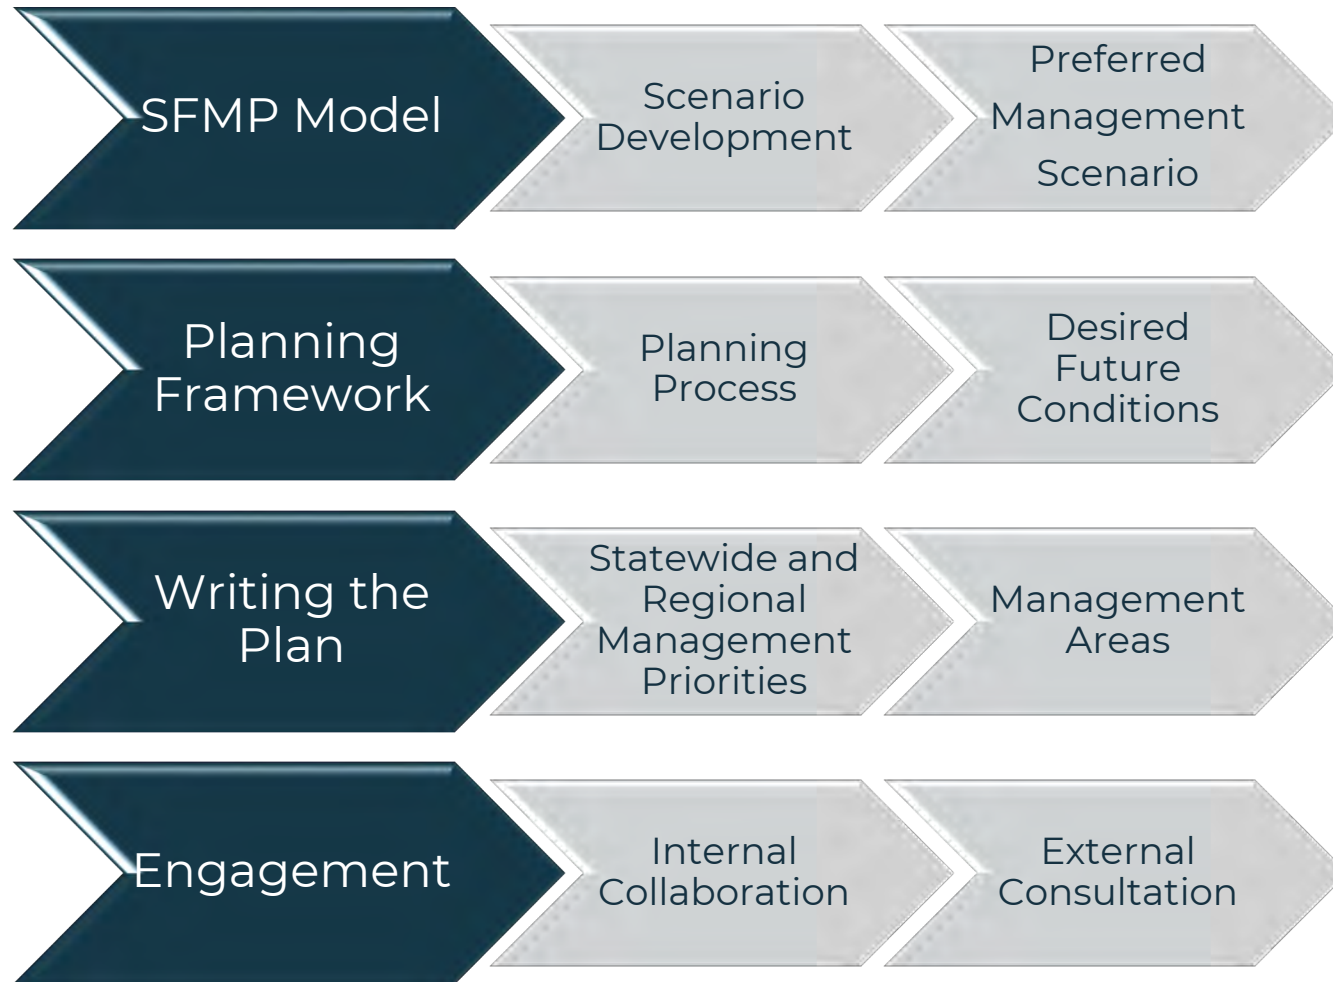 SFMP Model
Scenario
Development
Preferred
Management
Scenario
Planning
Framework
Planning
Process
Desired
Future
Conditions
Writing the
Plan
Statewide and
Regional
Management
Priorities
Management
Areas
Engagement
Internal
Collaboration
External
Consultation